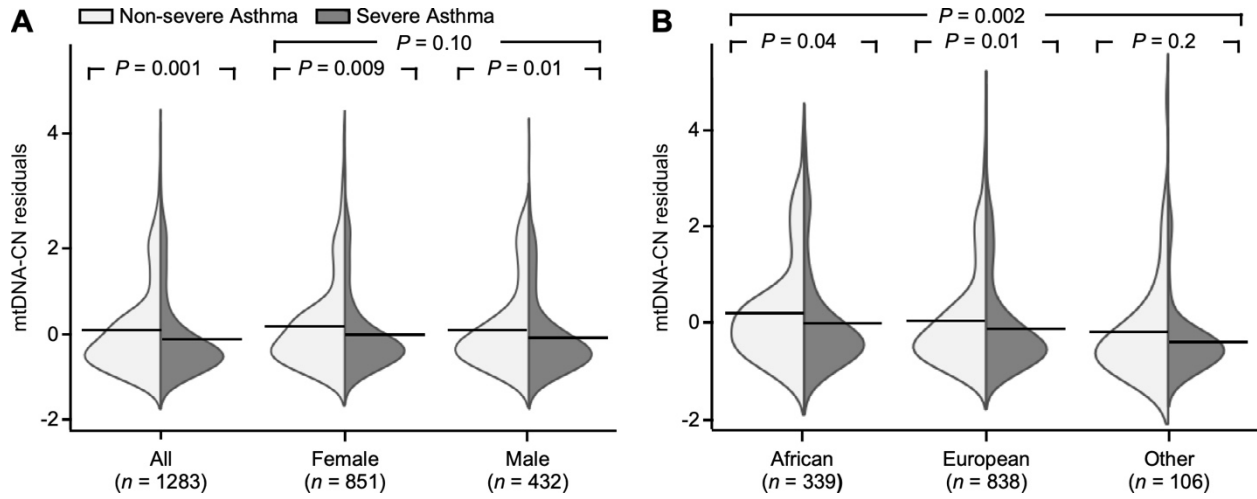 A
Non-severe Asthma
Severe Asthma
P = 0.10
P = 0.001
P = 0.009
P = 0.01
mtDNA-CN residuals
4
2
0
-2
All
(n = 1283)
Female
(n = 851)
Male
(n = 432)
B
P = 0.002
P = 0.04
P = 0.01
P = 0.2
mtDNA-CN residuals
4
2
0
-2
African
(n = 339)
European
(n = 838)
Other
(n = 106)